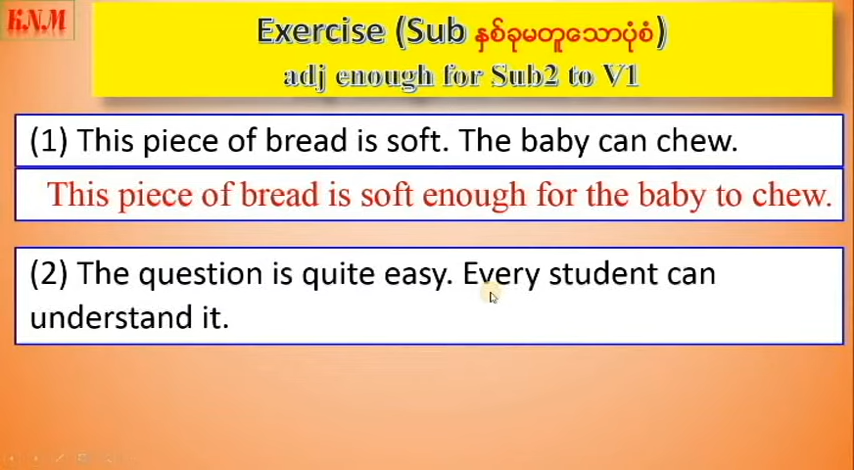 KNM
Exercise (Sub နှစ်ခုမတူသောပုံစံ)
adj enough for Sub2 to V1
(1) This piece of bread is soft. The baby can chew.
This piece of bread is soft enough for the baby to chew.
(2) The question is quite easy. Every student can
understand it.